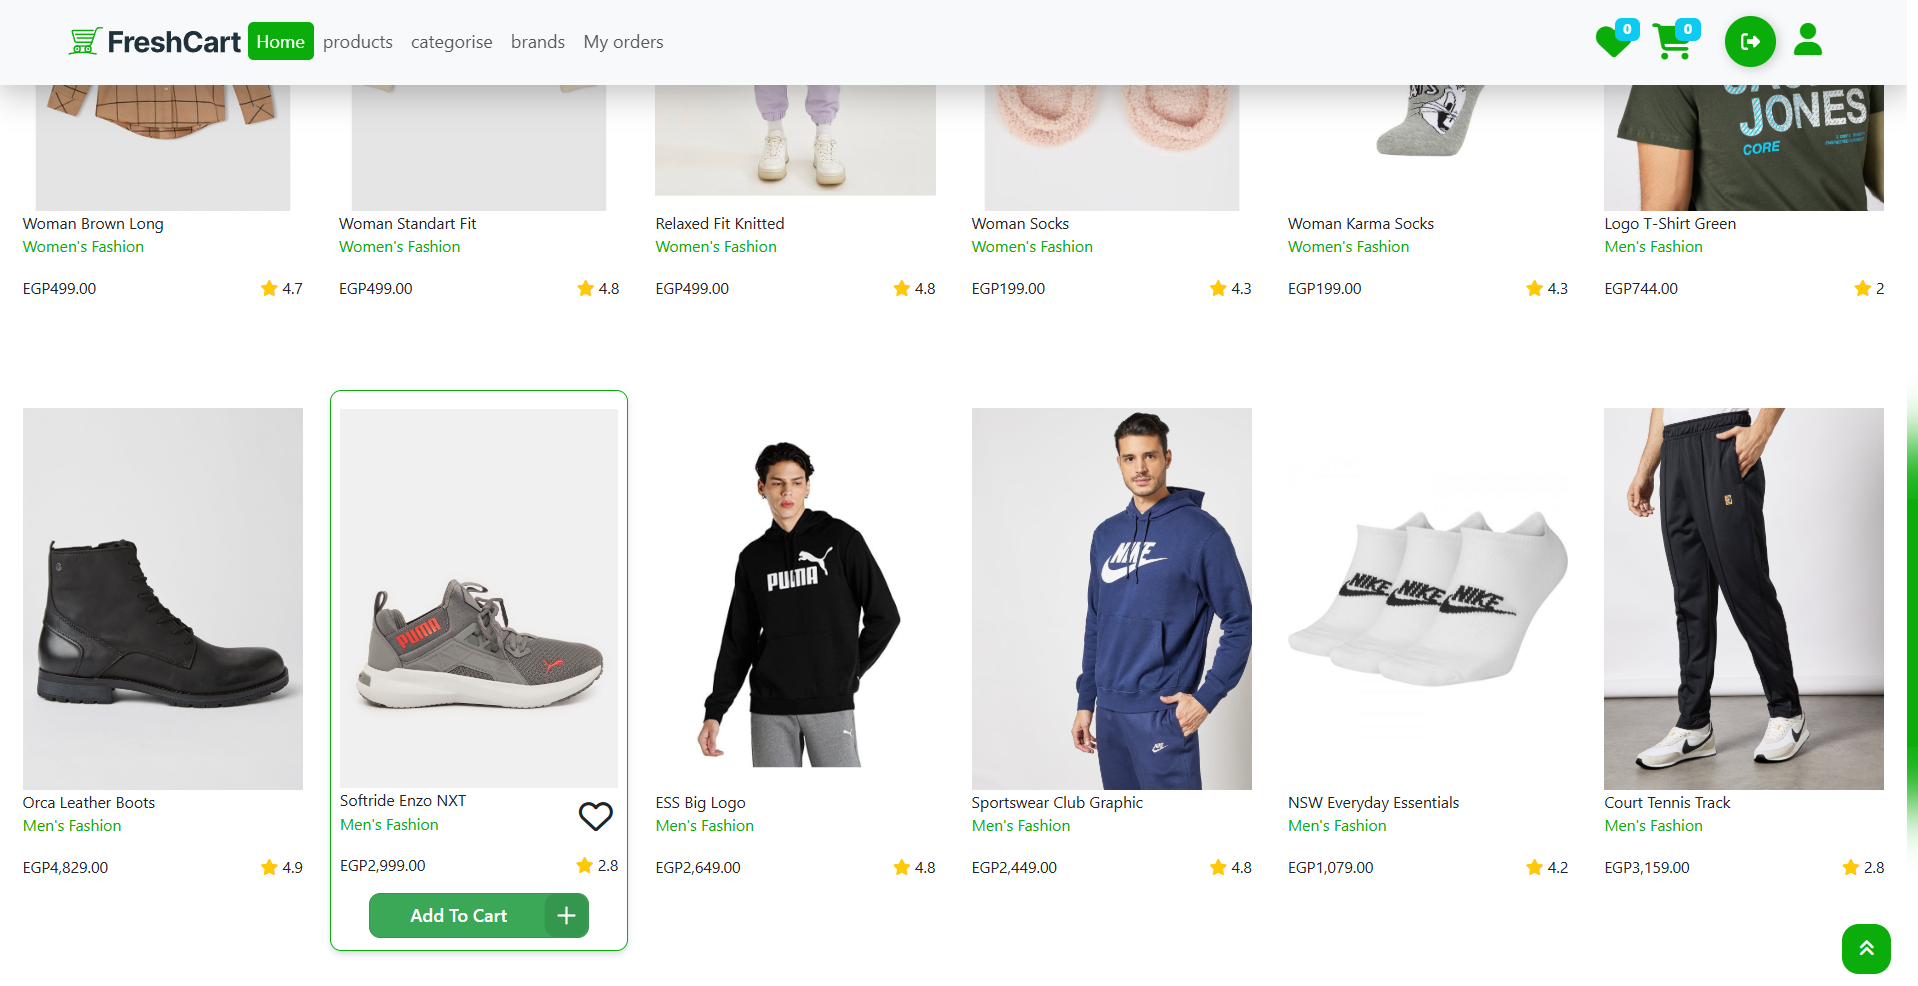 FreshCart Home products categorise brands My orders 0 0
JONES
CORE
Woman Brown Long
Women's Fashion
EGP499.00 4.7
Woman Standart Fit
Women's Fashion
EGP499.00 4.8
Relaxed Fit Knitted
Women's Fashion
EGP499.00 4.8
Woman Socks
Women's Fashion
EGP199.00 4.3
Woman Karma Socks
Women's Fashion
EGP199.00 4.3
Logo T-Shirt Green
Men's Fashion
EGP744.00 2
Orca Leather Boots
Men's Fashion
EGP4,829.00 4.9
PUMA
Softride Enzo NXT
Men's Fashion
EGP2,999.00 2.8
Add To Cart
PUMA
ESS Big Logo
Men's Fashion
EGP2,649.00 4.8
NIKE
Sportswear Club Graphic
Men's Fashion
EGP2,449.00 4.8
NIKE NIKE NIKE
NSW Everyday Essentials
Men's Fashion
EGP1,079.00 4.2
Court Tennis Track
Men's Fashion
EGP3,159.00 2.8